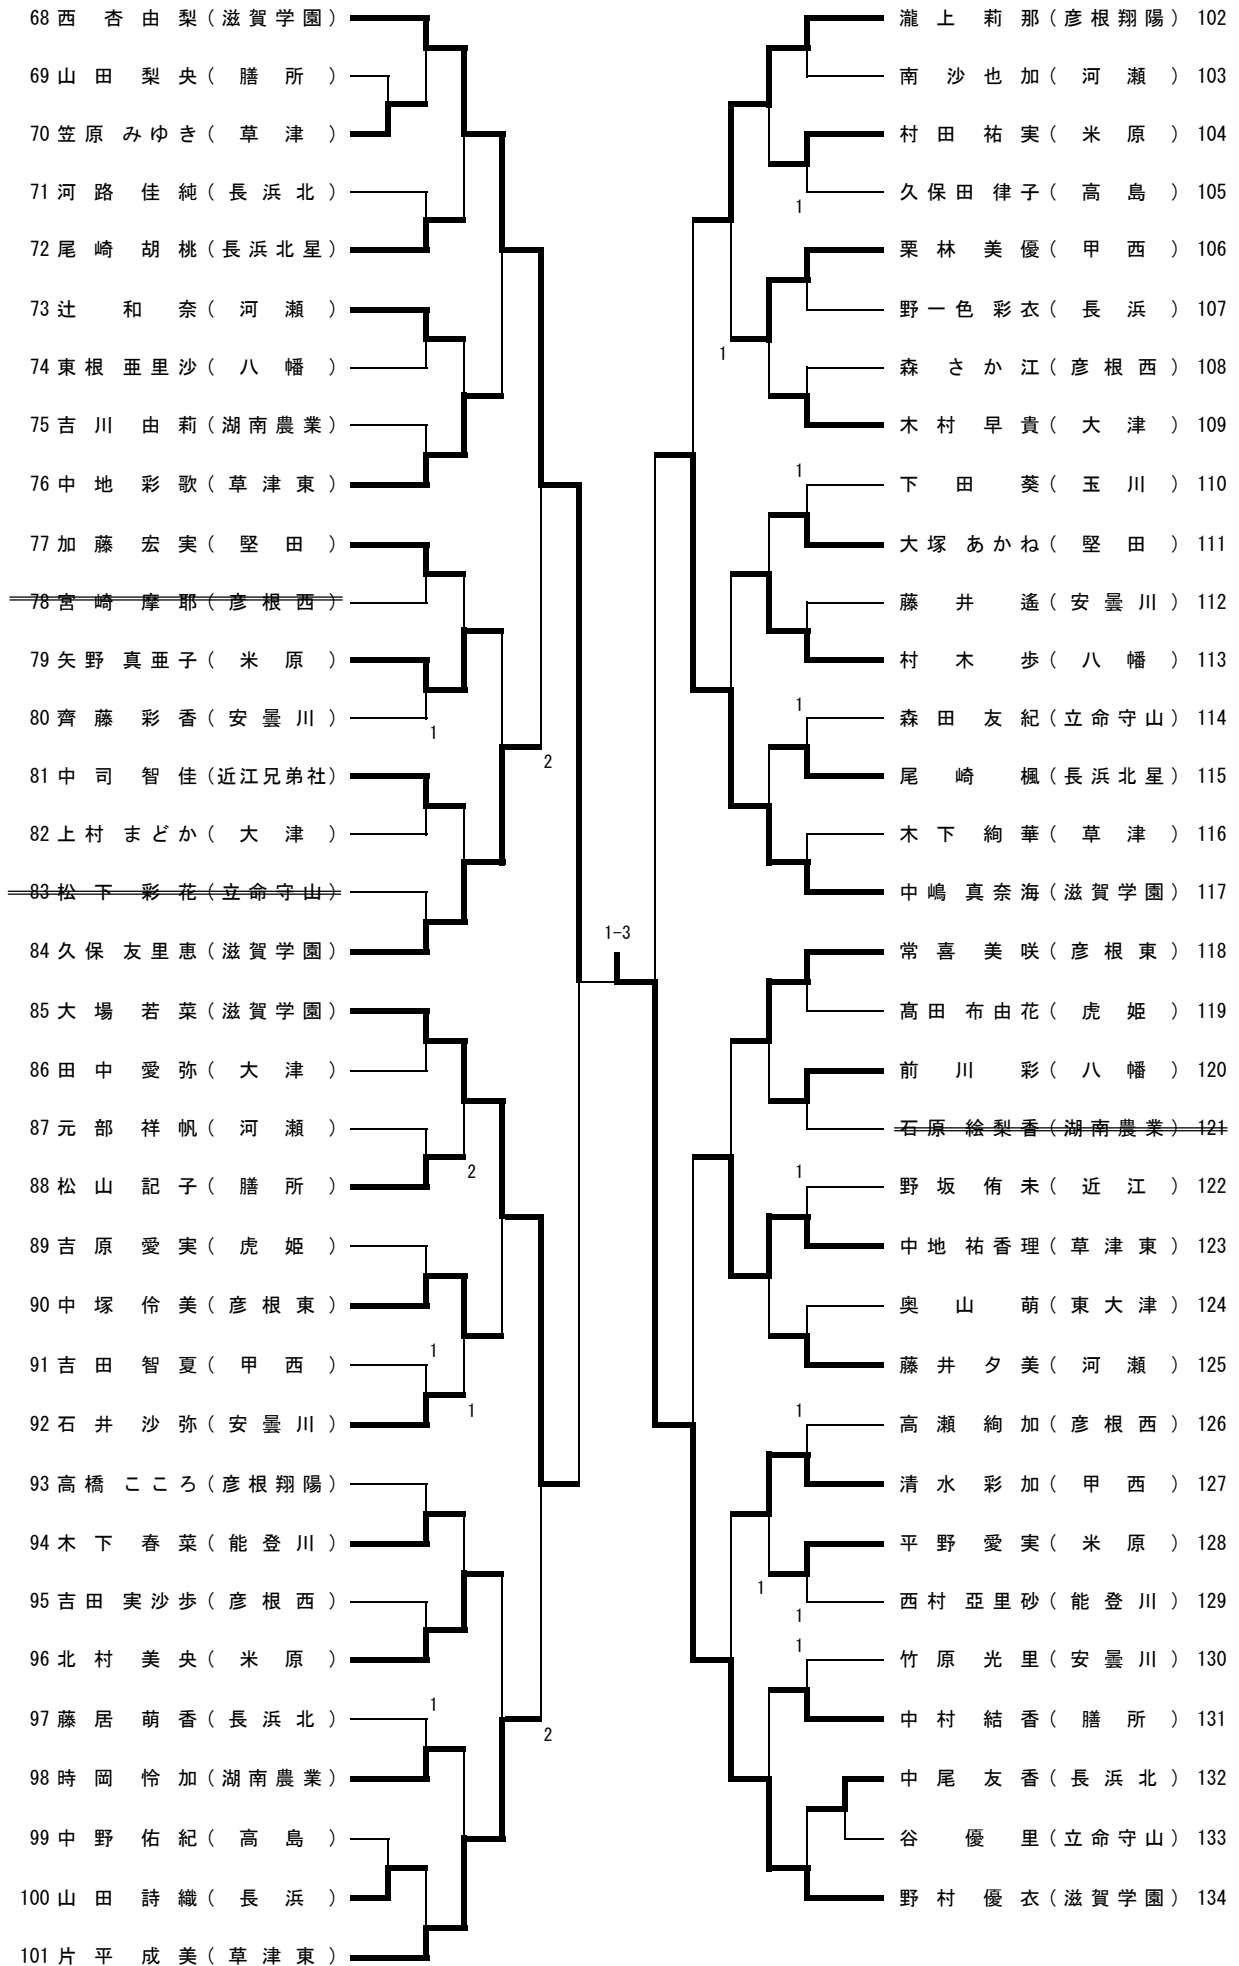 68 西 杏由梨 (滋賀学園)
69 山田 梨央 (膳所)
70 笠原 みゆき (草津)
71 河路 佳純 (長浜北)
72 尾崎 胡桃 (長浜北星)
73 辻 和奈 (河瀬)
74 東根 亜里沙 (八幡)
75 吉川 由莉 (湖南農業)
76 中地 彩歌 (草津東)
77 加藤 宏実 (堅田)
78 宮崎 摩耶 (彦根西)
79 矢野 真亜子 (米原)
80 齊藤 彩香 (安曇川)
1
81 中司 智佳 (近江兄弟社)
2
82 上村 まどか (大津)
83 松下 彩花 (立命守山)
84 久保 友里恵 (滋賀学園)
85 大場 若菜 (滋賀学園)
86 田中 愛弥 (大津)
87 元部 祥帆 (河瀬)
2
88 松山 記子 (膳所)
89 吉原 愛実 (虎姫)
90 中塚 伶美 (彦根東)
1
91 吉田 智夏 (甲西)
1
92 石井 沙弥 (安曇川)
93 高橋 こころ (彦根翔陽)
94 木下 春菜 (能登川)
95 吉田 実沙歩 (彦根西)
96 北村 美央 (米原)
1
97 藤居 萌香 (長浜北)
2
98 時岡 怜加 (湖南農業)
99 中野 佑紀 (高島)
100 山田 詩織 (長浜)
101 片平 成美 (草津東)
1-3
瀧上 莉那 (彦根翔陽) 102
南 沙也加 (河瀬) 103
村田 祐実 (米原) 104
久保田 律子 (高島) 105
1
栗林 美優 (甲西) 106
野一色 彩衣 (長浜) 107
1
森 さか江 (彦根西) 108
木村 早貴 (大津) 109
1
下田 葵 (玉川) 110
大塚 あかね (堅田) 111
藤井 遙 (安曇川) 112
村木 歩 (八幡) 113
1
森田 友紀 (立命守山) 114
尾崎 楓 (長浜北星) 115
木下 絢華 (草津) 116
中嶋 真奈海 (滋賀学園) 117
常喜 美咲 (彦根東) 118
髙田 布由花 (虎姫) 119
前川 彩 (八幡) 120
石原 絵梨香 (湖南農業) 121
1
野坂 侑未 (近江) 122
中地 祐香理 (草津東) 123
奥山 萌 (東大津) 124
藤井 夕美 (河瀬) 125
1
高瀬 絢加 (彦根西) 126
清水 彩加 (甲西) 127
平野 愛実 (米原) 128
1
西村 亞里砂 (能登川) 129
1
1
竹原 光里 (安曇川) 130
中村 結香 (膳所) 131
中尾 友香 (長浜北) 132
谷 優里 (立命守山) 133
野村 優衣 (滋賀学園) 134